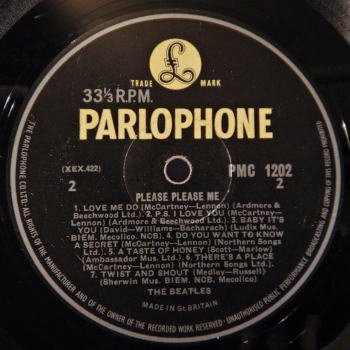 £
TRADE MARK
33⅓ R.P.M.
PARLOPHONE
(XEX.422)
PMC 1202
2
2
PLEASE PLEASE ME
1. LOVE ME DO (McCartney—Lennon) (Ardmore &
Beechwood Ltd.) 2. P.S. I LOVE YOU (McCartney—
Lennon) (Ardmore & Beechwood Ltd.) 3. BABY IT'S
YOU (David—Williams—Bacharach) (Ludix Mus.
BIEM. Mecolico. NCB). 4. DO YOU WANT TO KNOW
A SECRET (McCartney—Lennon) (Northern Songs
Ltd.) 5. A TASTE OF HONEY (Scott—Marlow)
(Ambassador Mus. Ltd.) 6. THERE'S A PLACE
(McCartney—Lennon) (Northern Songs Ltd.)
7. TWIST AND SHOUT (Medley—Russell)
(Sherwin Mus. BIEM. NCB. Mecolico)
THE BEATLES
MADE IN Gt. BRITAIN
THE PARLOPHONE CO. LTD. ALL RIGHTS OF THE MANUFACTURER AND OF THE OWNER OF THE RECORDED WORK RESERVED UNAUTHORISED PUBLIC PERFORMANCE, BROADCASTING AND COPYING OF THIS RECORD PROHIBITED